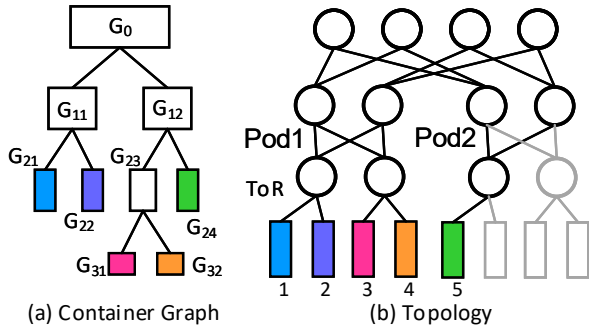 G0
G11
G12
G21
G22
G23
G24
G31
G32
(a) Container Graph
Pod1
Pod2
ToR
1 2 3 4 5
(b) Topology